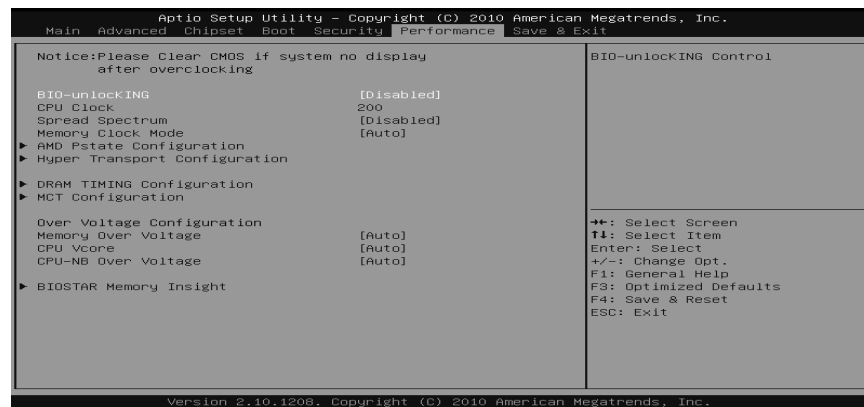 Aptio Setup Utility – Copyright (C) 2010 American Megatrends, Inc.
Main Advanced Chipset Boot Security Performance Save & Exit
Notice:Please Clear CMOS if system no display
after overclocking
BIO-unlocKING [Disabled]
CPU Clock 200
Spread Spectrum [Disabled]
Memory Clock Mode [Auto]
▶ AMD Pstate Configuration
▶ Hyper Transport Configuration
▶ DRAM TIMING Configuration
▶ MCT Configuration
Over Voltage Configuration
Memory Over Voltage [Auto]
CPU Vcore [Auto]
CPU-NB Over Voltage [Auto]
▶ BIOSTAR Memory Insight
BIO-unlocKING Control
→←: Select Screen
↑↓: Select Item
Enter: Select
+/-: Change Opt.
F1: General Help
F3: Optimized Defaults
F4: Save & Reset
ESC: Exit
Version 2.10.1208. Copyright (C) 2010 American Megatrends, Inc.